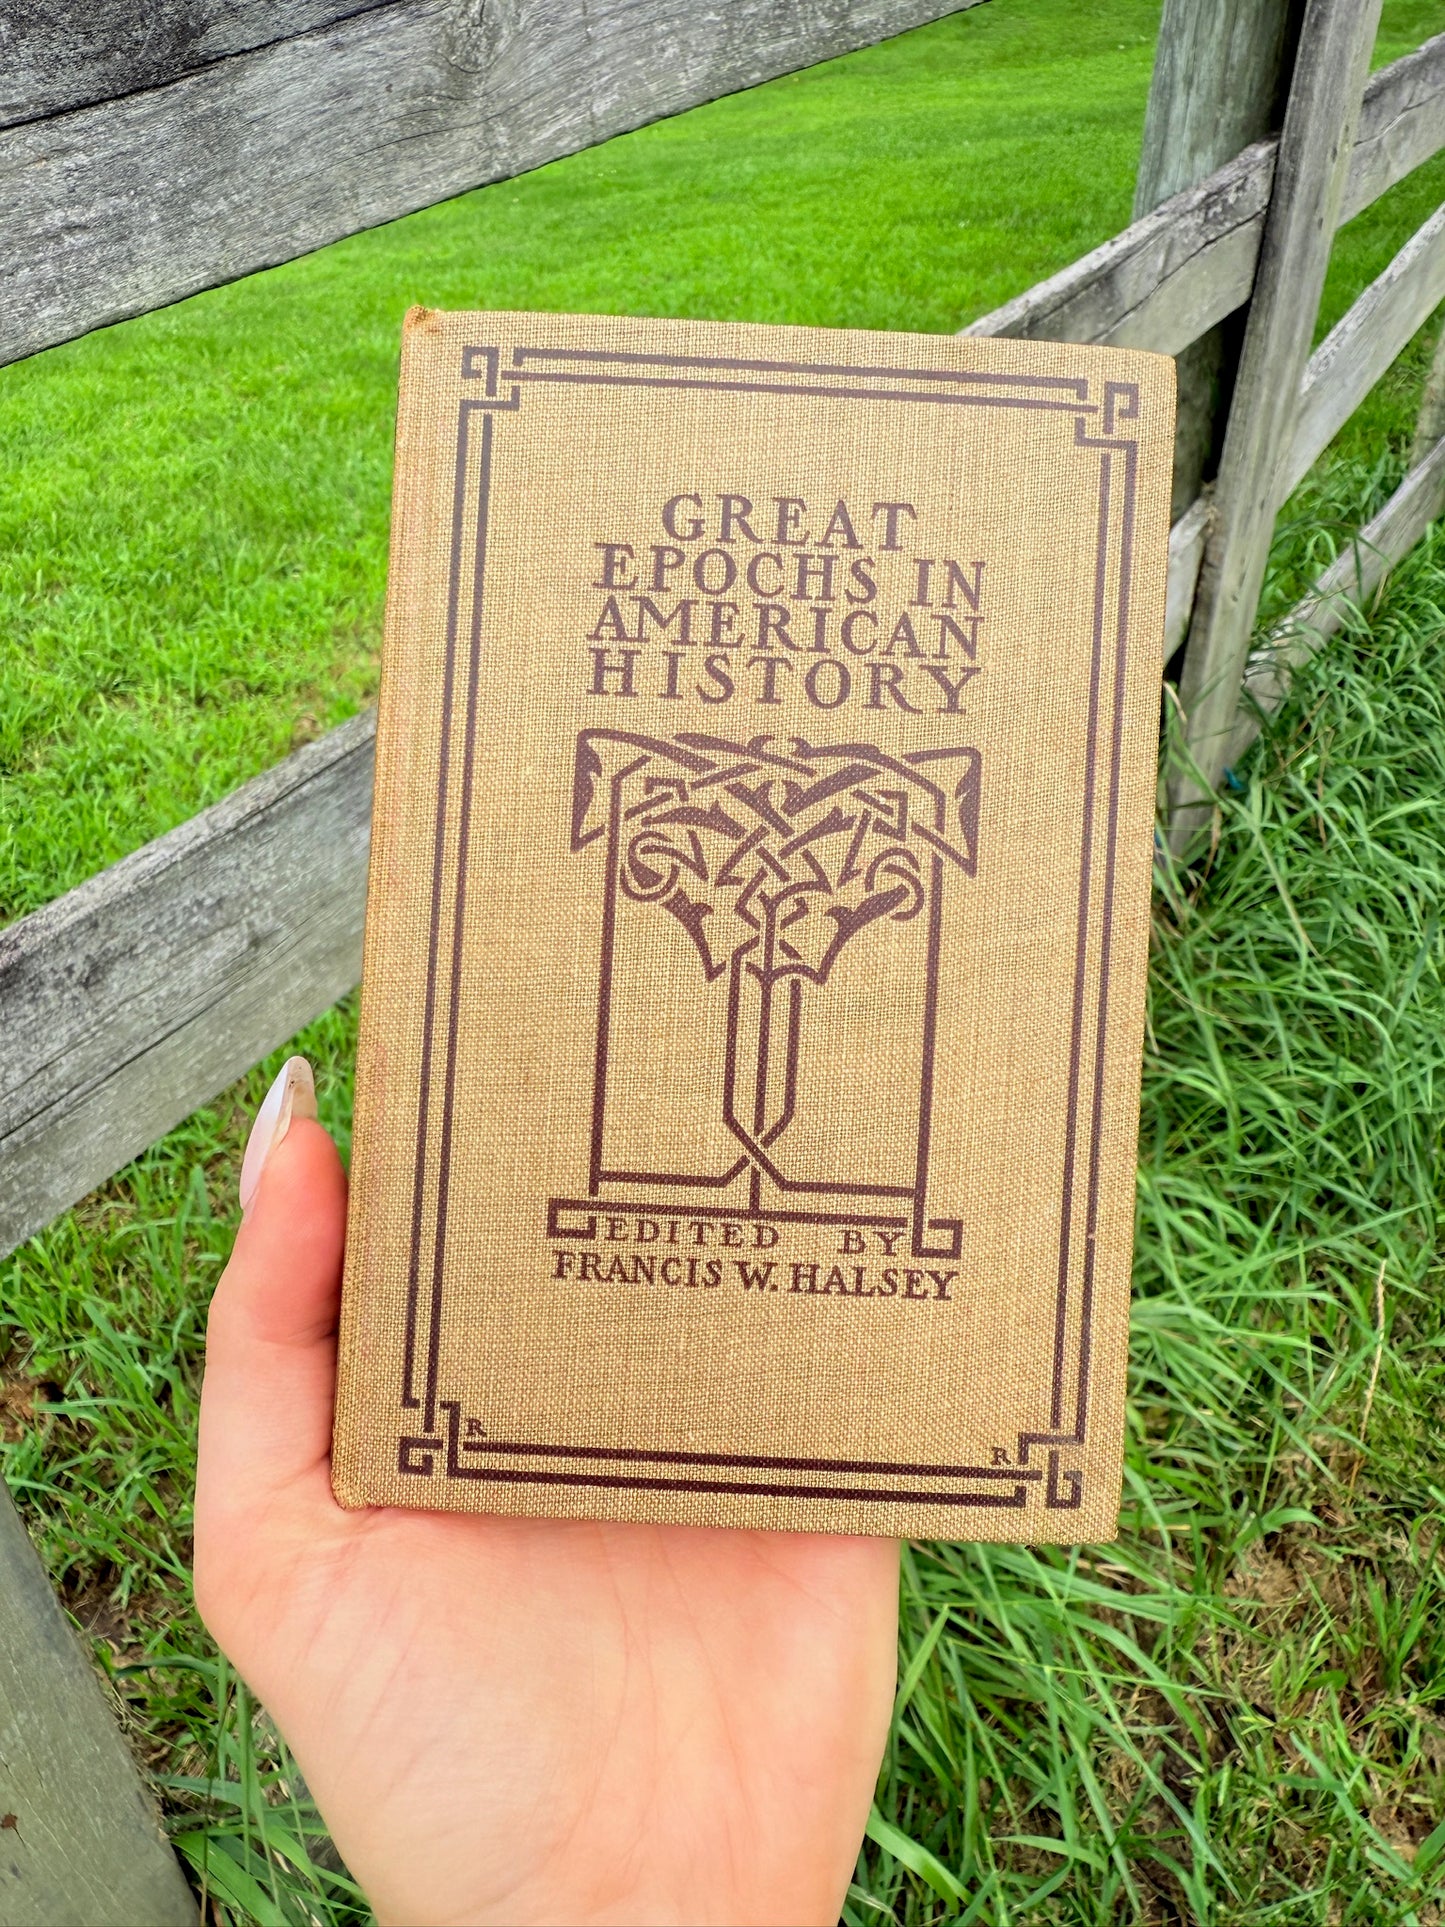 GREAT
EPOCHS IN
AMERICAN
HISTORY
EDITED BY
FRANCIS W. HALSEY
R R